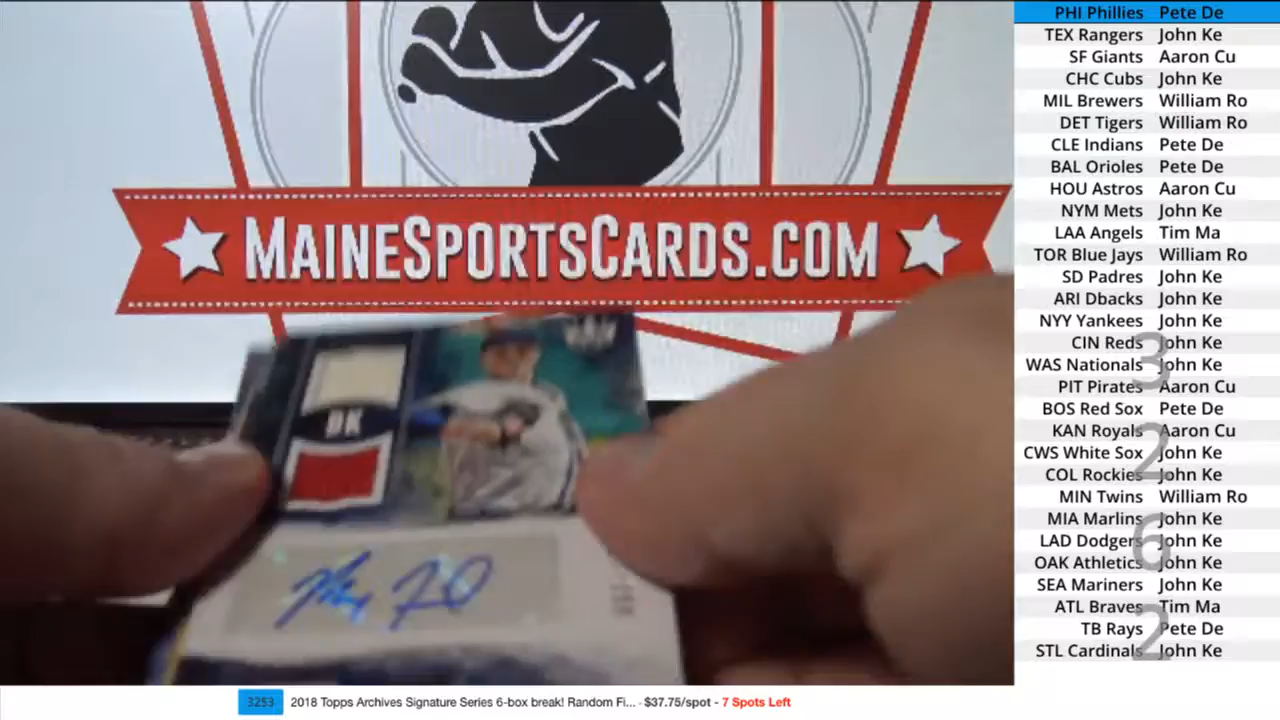 MAINESPORTSCARDS.COM
DK
PHI Phillies Pete De
TEX Rangers John Ke
SF Giants Aaron Cu
CHC Cubs John Ke
MIL Brewers William Ro
DET Tigers William Ro
CLE Indians Pete De
BAL Orioles Pete De
HOU Astros Aaron Cu
NYM Mets John Ke
LAA Angels Tim Ma
TOR Blue Jays William Ro
SD Padres John Ke
ARI Dbacks John Ke
NYY Yankees John Ke
CIN Reds John Ke
WAS Nationals John Ke
PIT Pirates Aaron Cu
BOS Red Sox Pete De
KAN Royals Aaron Cu
CWS White Sox John Ke
COL Rockies John Ke
MIN Twins William Ro
MIA Marlins John Ke
LAD Dodgers John Ke
OAK Athletics John Ke
SEA Mariners John Ke
ATL Braves Tim Ma
TB Rays Pete De
STL Cardinals John Ke
3
2
6
2
3253 2018 Topps Archives Signature Series 6-box break! Random Fi... - $37.75/spot - 7 Spots Left